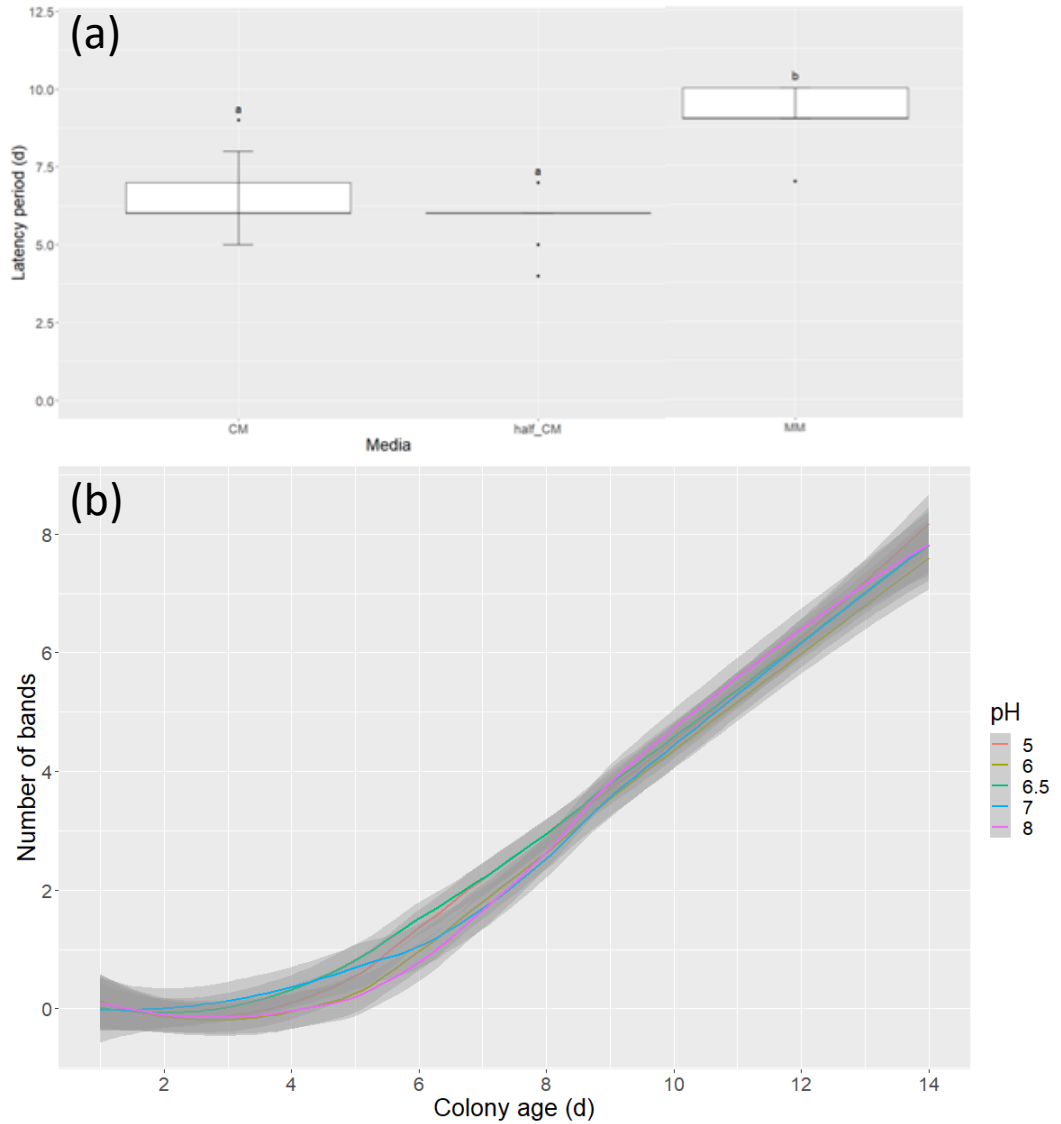 (a)
12.5
10.0
7.5
5.0
2.5
0.0
Latency period (d)
a
a
b
CM
half_CM
MM
Media
(b)
8
6
4
2
0
Number of bands
2
4
6
8
10
12
14
Colony age (d)
pH
5
6
6.5
7
8